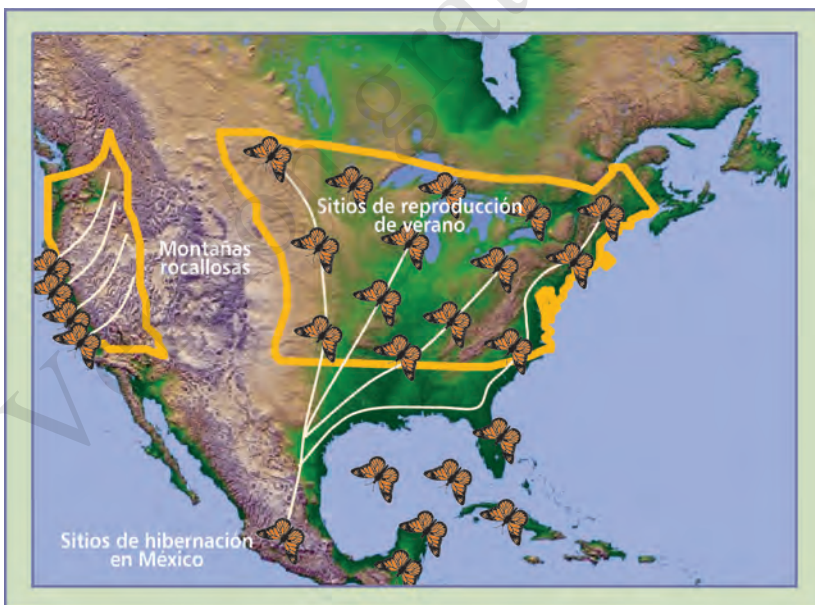 Sitios de reproducción
de verano
Montañas
rocallosas
Sitios de hibernación
en México